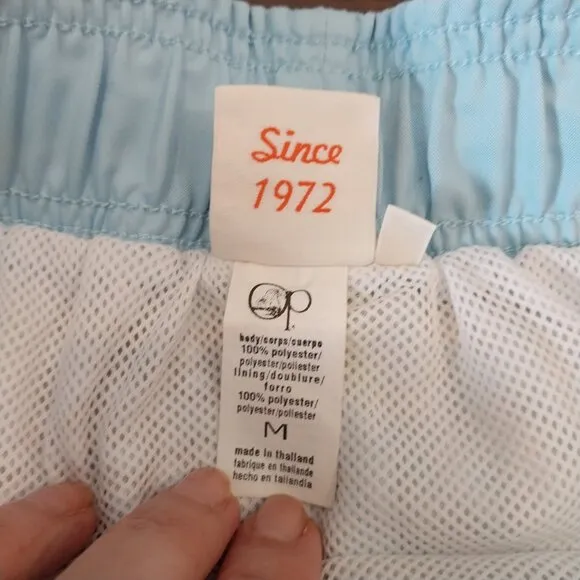 Since
1972
Op
body/corps/cuerpo
100% polyester/
polyester/poliester
lining/doublure/
forro
100% polyester/
polyester/poliester
M
made in thailand
fabrique en thailande
hecho en tailandia